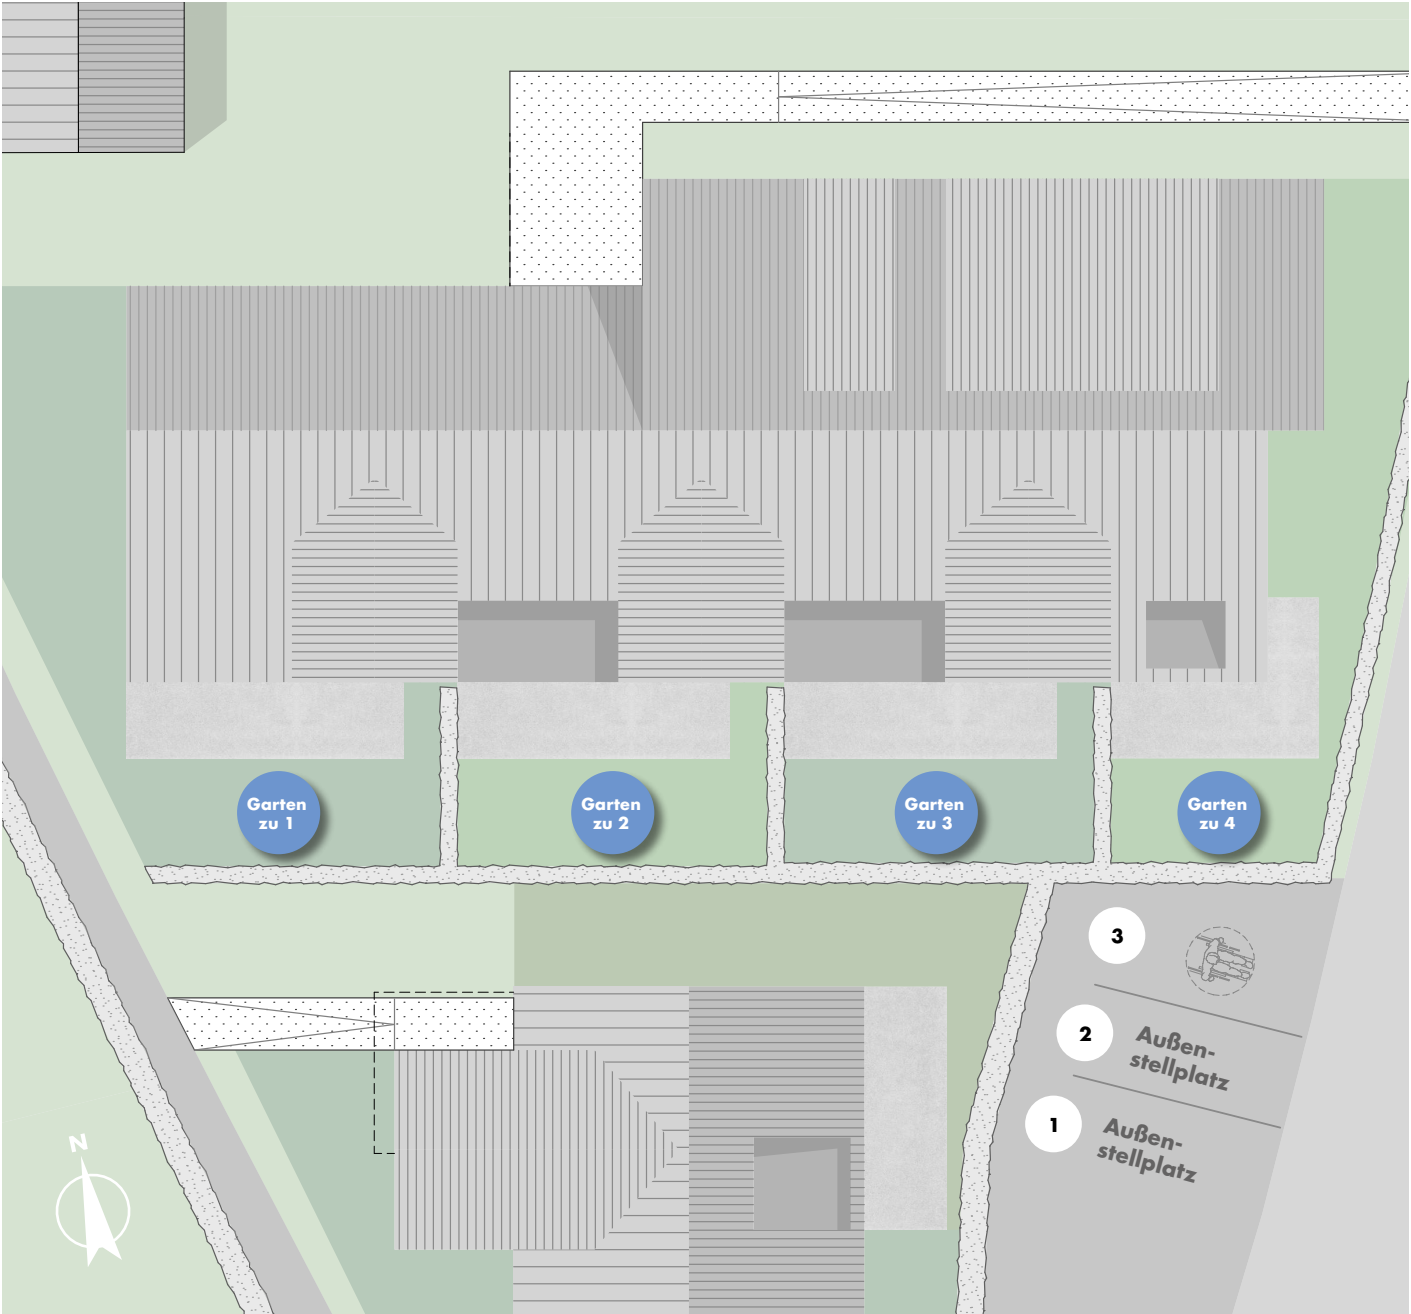 Garten
zu 1
Garten
zu 2
Garten
zu 3
Garten
zu 4
3
2
Außen-
stellplatz
1
Außen-
stellplatz
N